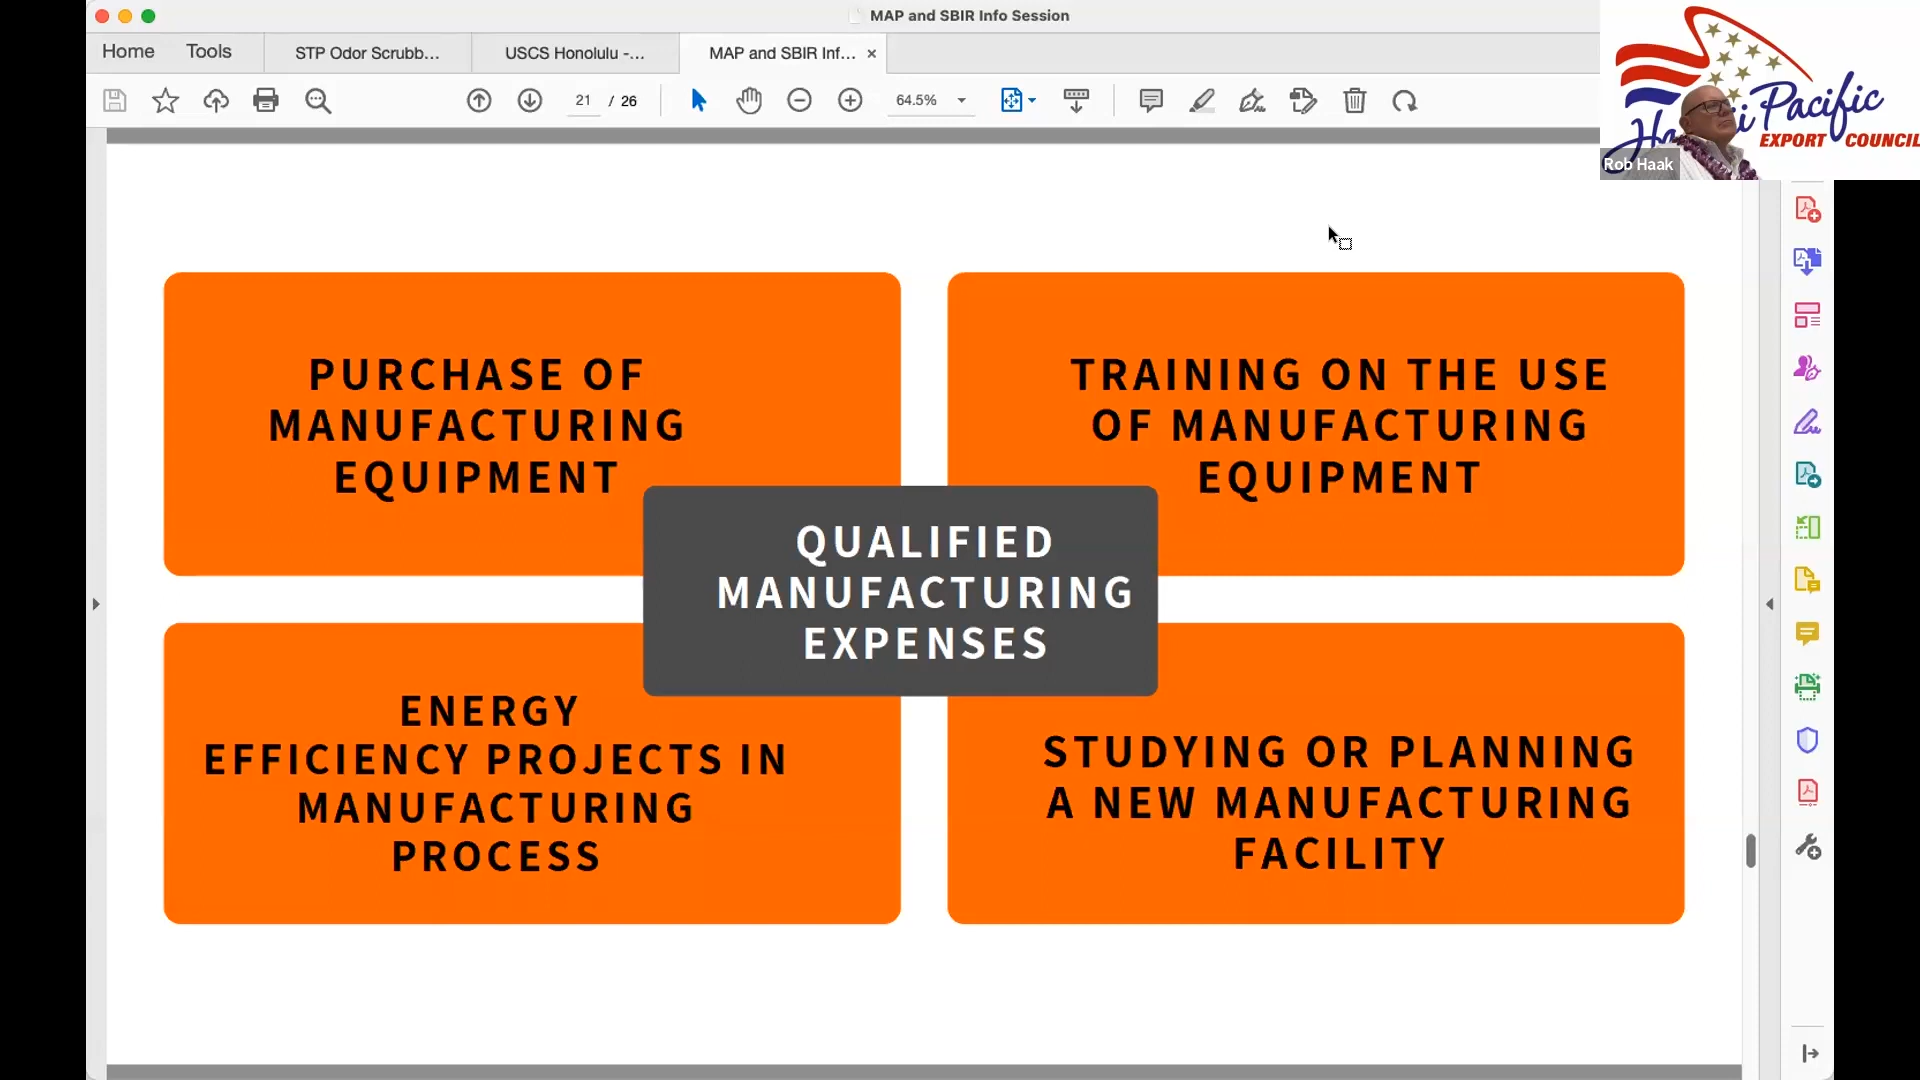 MAP and SBIR Info Session
Home
Tools
STP Odor Scrubb...
USCS Honolulu -...
MAP and SBIR Inf...
21 / 26
64.5%
Pacific
EXPORT COUNCIL
Rob Haak
PURCHASE OF
MANUFACTURING
EQUIPMENT
TRAINING ON THE USE
OF MANUFACTURING
EQUIPMENT
QUALIFIED
MANUFACTURING
EXPENSES
ENERGY
EFFICIENCY PROJECTS IN
MANUFACTURING
PROCESS
STUDYING OR PLANNING
A NEW MANUFACTURING
FACILITY